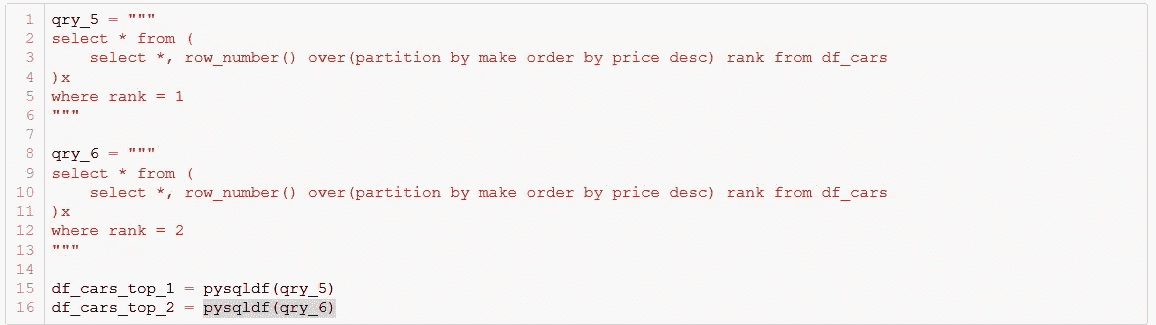 1 qry_5 = """
2 select * from (
3     select *, row_number() over(partition by make order by price desc) rank from df_cars
4 )x
5 where rank = 1
6 """
7
8 qry_6 = """
9 select * from (
10     select *, row_number() over(partition by make order by price desc) rank from df_cars
11 )x
12 where rank = 2
13 """
14
15 df_cars_top_1 = pysqldf(qry_5)
16 df_cars_top_2 = pysqldf(qry_6)